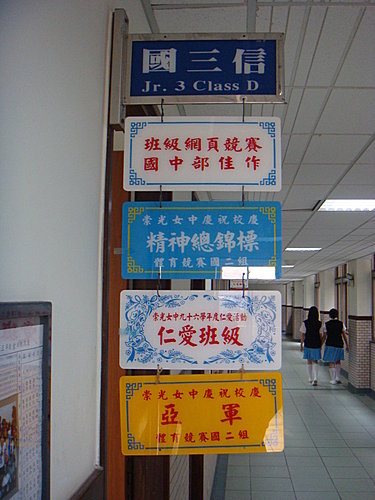 國三信
Jr. 3 Class D
班級網頁競賽
國中部佳作
崇光女中慶祝校慶
精神總錦標
體育競賽國二組
崇光女中九十六學年度仁愛活動
仁愛班級
崇光女中慶祝校慶
亞軍
體育競賽國二組